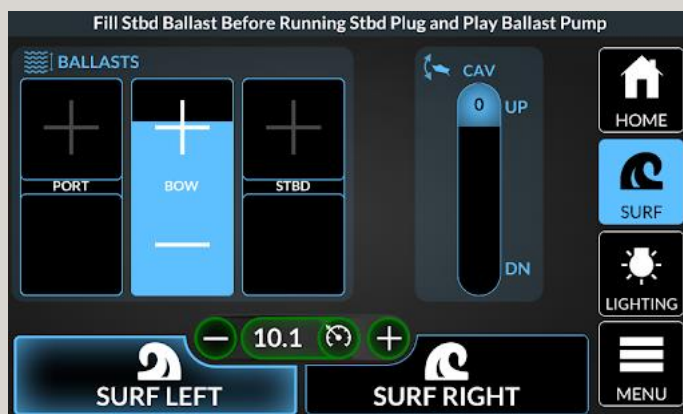 Fill Stbd Ballast Before Running Stbd Plug and Play Ballast Pump
BALLASTS
PORT
BOW
STBD
CAV
0
UP
DN
10.1
SURF LEFT
SURF RIGHT
HOME
SURF
LIGHTING
MENU